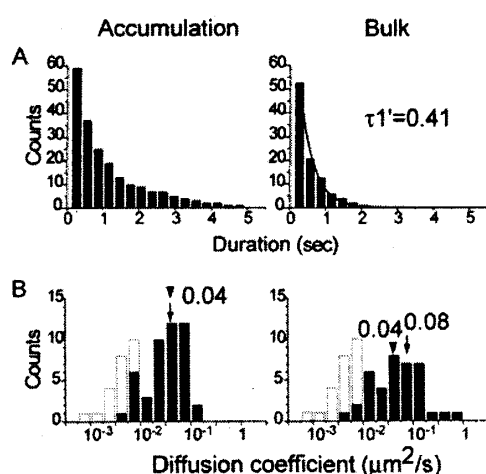 Accumulation Bulk
A
Counts
60
50
40
30
20
10
0
0 1 2 3 4 5
60
50
40
30
20
10
0
0 1 2 3 4 5
τ1'=0.41
Duration (sec)
B
Counts
15
10
5
0
0.04
10-3 10-2 10-1 1
15
10
5
0
0.04 0.08
10-3 10-2 10-1 1
Diffusion coefficient (μm2/s)